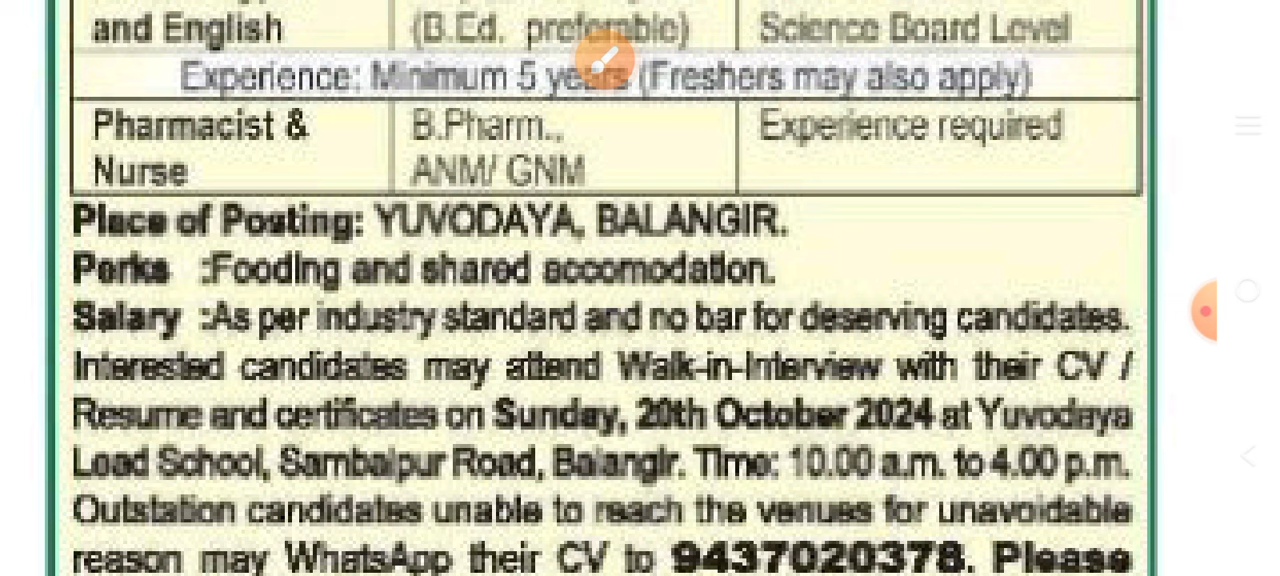 and English (B.Ed. preferable) Science Board Level
Experience: Minimum 5 years (Freshers may also apply)
Pharmacist & B.Pharm., Experience required
Nurse ANM/ GNM
Place of Posting: YUVODAYA, BALANGIR.
Perks :Fooding and shared accomodation.
Salary :As per industry standard and no bar for deserving candidates.
Interested candidates may attend Walk-in-Interview with their CV /
Resume and certificates on Sunday, 20th October 2024 at Yuvodaya
Lead School, Sambalpur Road, Balangir. Time: 10.00 a.m. to 4.00 p.m.
Outstation candidates unable to reach the venues for unavoidable
reason may WhatsApp their CV to 9437020378. Please